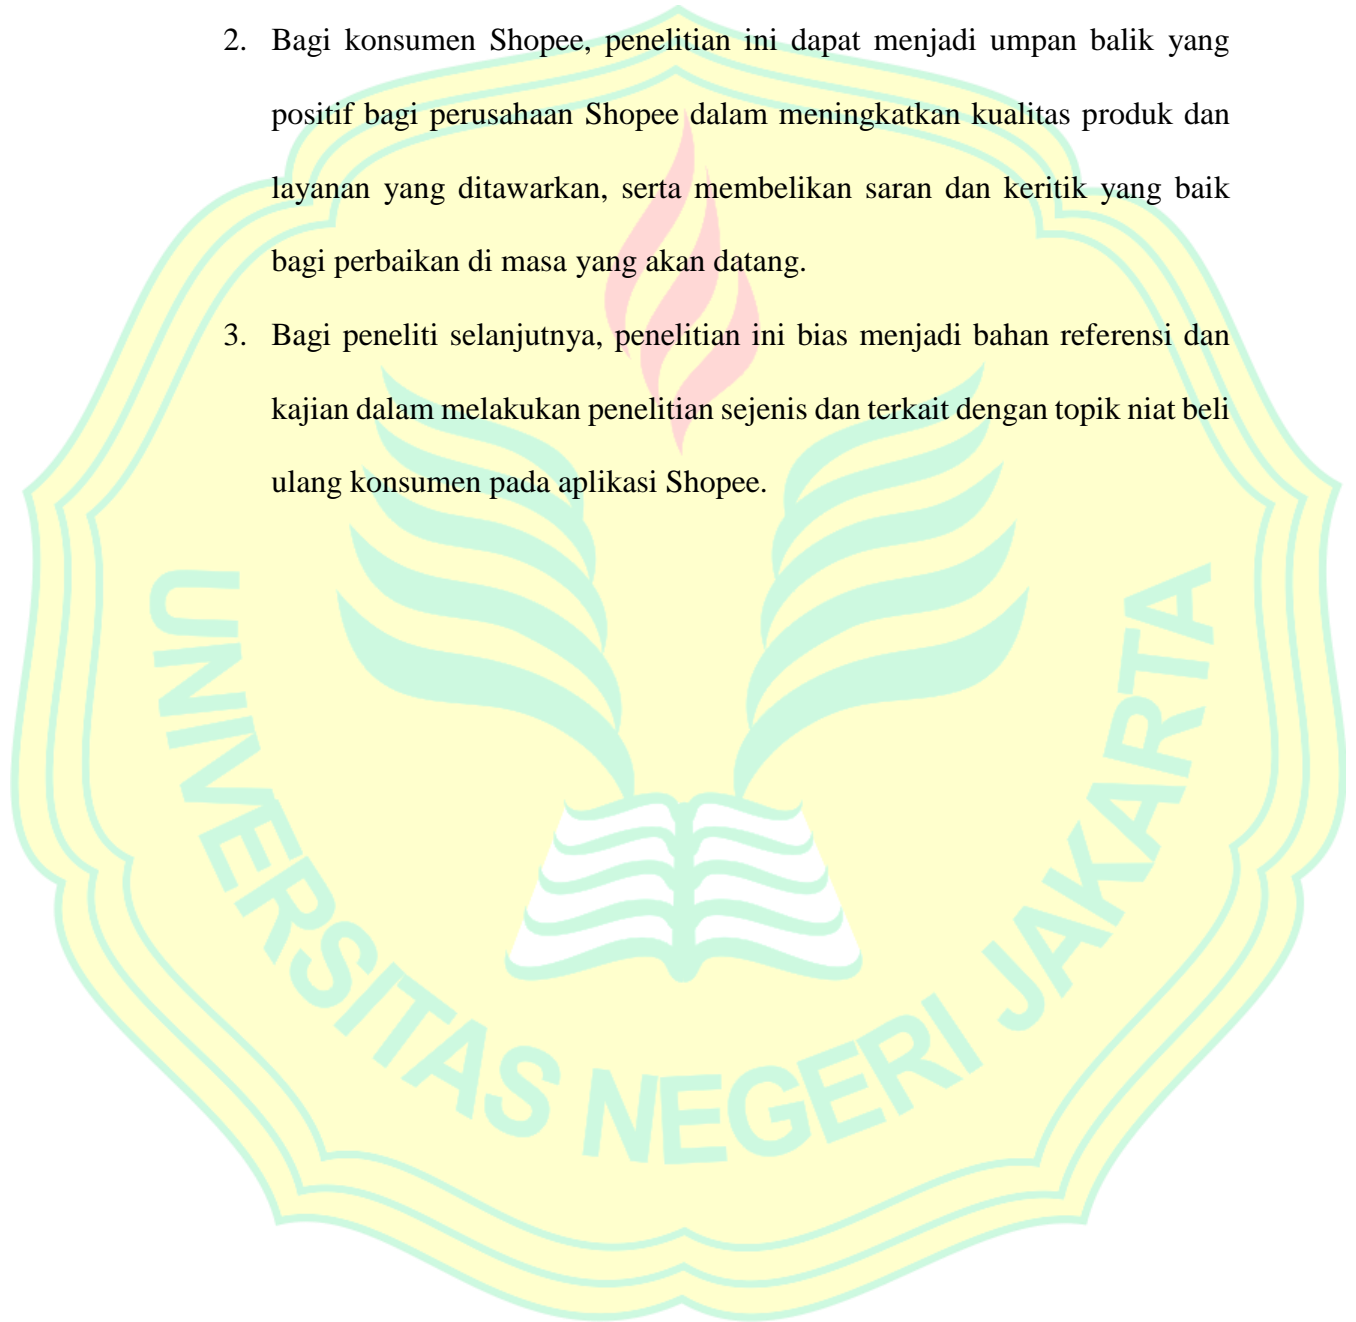 2. Bagi konsumen Shopee, penelitian ini dapat menjadi umpan balik yang
positif bagi perusahaan Shopee dalam meningkatkan kualitas produk dan
layanan yang ditawarkan, serta membelikan saran dan keritik yang baik
bagi perbaikan di masa yang akan datang.
3. Bagi peneliti selanjutnya, penelitian ini bias menjadi bahan referensi dan
kajian dalam melakukan penelitian sejenis dan terkait dengan topik niat beli
ulang konsumen pada aplikasi Shopee.
UNIVERSITAS NEGERI JAKARTA